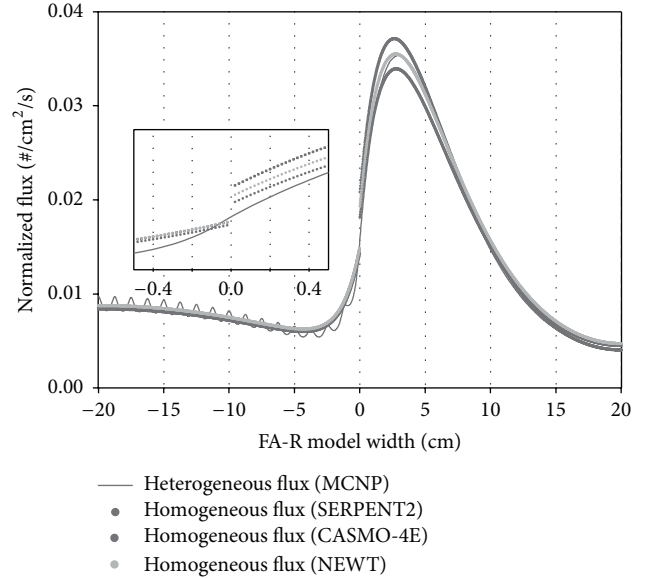 Normalized flux (#/cm²/s)
0.04
0.03
0.02
0.01
0.00
−0.4 0.0 0.4
−20 −15 −10 −5 0 5 10 15 20
FA-R model width (cm)
Heterogeneous flux (MCNP)
Homogeneous flux (SERPENT2)
Homogeneous flux (CASMO-4E)
Homogeneous flux (NEWT)